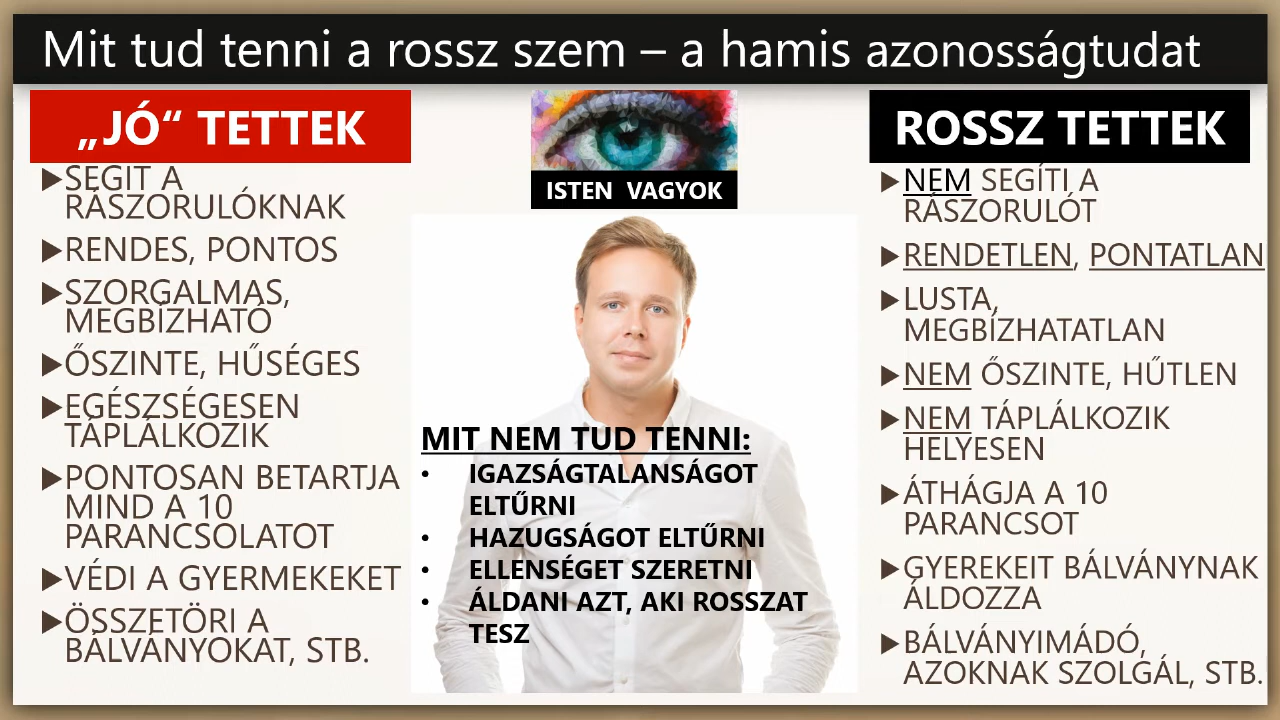 Mit tud tenni a rossz szem – a hamis azonosságtudat
„JÓ“ TETTEK
SEGÍT A
RÁSZORULÓKNAK
RENDES, PONTOS
SZORGALMAS,
MEGBÍZHATÓ
ŐSZINTE, HŰSÉGES
EGÉSZSÉGESEN
TÁPLÁLKOZIK
PONTOSAN BETARTJA
MIND A 10
PARANCSOLATOT
VÉDI A GYERMEKEKET
ÖSSZETÖRI A
BÁLVÁNYOKAT, STB.
ISTEN VAGYOK
MIT NEM TUD TENNI:
• IGAZSÁGTALANSÁGOT
ELTŰRNI
• HAZUGSÁGOT ELTŰRNI
• ELLENSÉGET SZERETNI
• ÁLDANI AZT, AKI ROSSZAT
TESZ
ROSSZ TETTEK
NEM SEGÍTI A
RÁSZORULÓT
RENDETLEN, PONTATLAN
LUSTA,
MEGBÍZHATATLAN
NEM ŐSZINTE, HŰTLEN
NEM TÁPLÁLKOZIK
HELYESEN
ÁTHÁGJA A 10
PARANCSOT
GYEREKEIT BÁLVÁNYNAK
ÁLDOZZA
BÁLVÁNYIMÁDÓ,
AZOKNAK SZOLGÁL, STB.